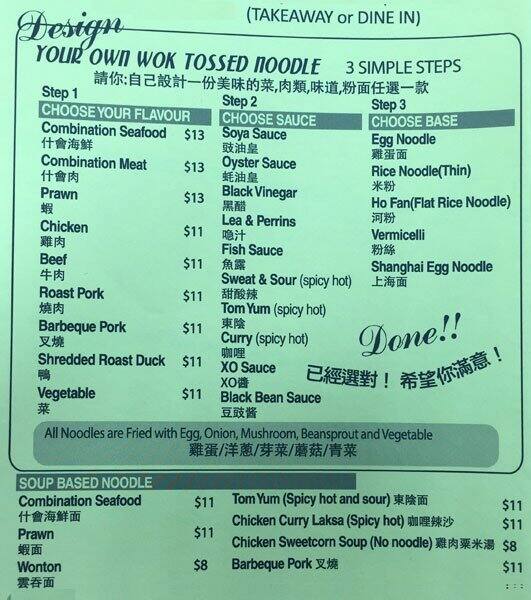 (TAKEAWAY or DINE IN)
Design
YOUR OWN WOK TOSSED NOODLE 3 SIMPLE STEPS
請你:自己設計一份美味的菜,肉類,味道,粉面任選一款
Step 1
CHOOSE YOUR FLAVOUR
Combination Seafood $13
什會海鮮
Combination Meat $13
什會肉
Prawn $13
蝦
Chicken $11
雞肉
Beef $11
牛肉
Roast Pork $11
燒肉
Barbeque Pork $11
叉燒
Shredded Roast Duck $11
鴨
Vegetable $11
菜
Step 2
CHOOSE SAUCE
Soya Sauce
豉油皇
Oyster Sauce
蚝油皇
Black Vinegar
黑醋
Lea & Perrins
喼汁
Fish Sauce
魚露
Sweat & Sour (spicy hot)
甜酸辣
Tom Yum (spicy hot)
東陰
Curry (spicy hot)
咖哩
XO Sauce
XO醬
Black Bean Sauce
豆豉醬
Step 3
CHOOSE BASE
Egg Noodle
雞蛋面
Rice Noodle(Thin)
米粉
Ho Fan(Flat Rice Noodle)
河粉
Vermicelli
粉絲
Shanghai Egg Noodle
上海面
Done!!
已經選對！ 希望你滿意！
All Noodles are Fried with Egg, Onion, Mushroom, Beansprout and Vegetable
雞蛋/洋蔥/芽菜/蘑菇/青菜
SOUP BASED NOODLE
Combination Seafood $11
什會海鮮面
Prawn $11
蝦面
Wonton $8
雲吞面
Tom Yum (Spicy hot and sour) 東陰面 $11
Chicken Curry Laksa (Spicy hot) 咖哩辣沙 $11
Chicken Sweetcorn Soup (No noodle) 雞肉粟米湯 $8
Barbeque Pork 叉燒 $11